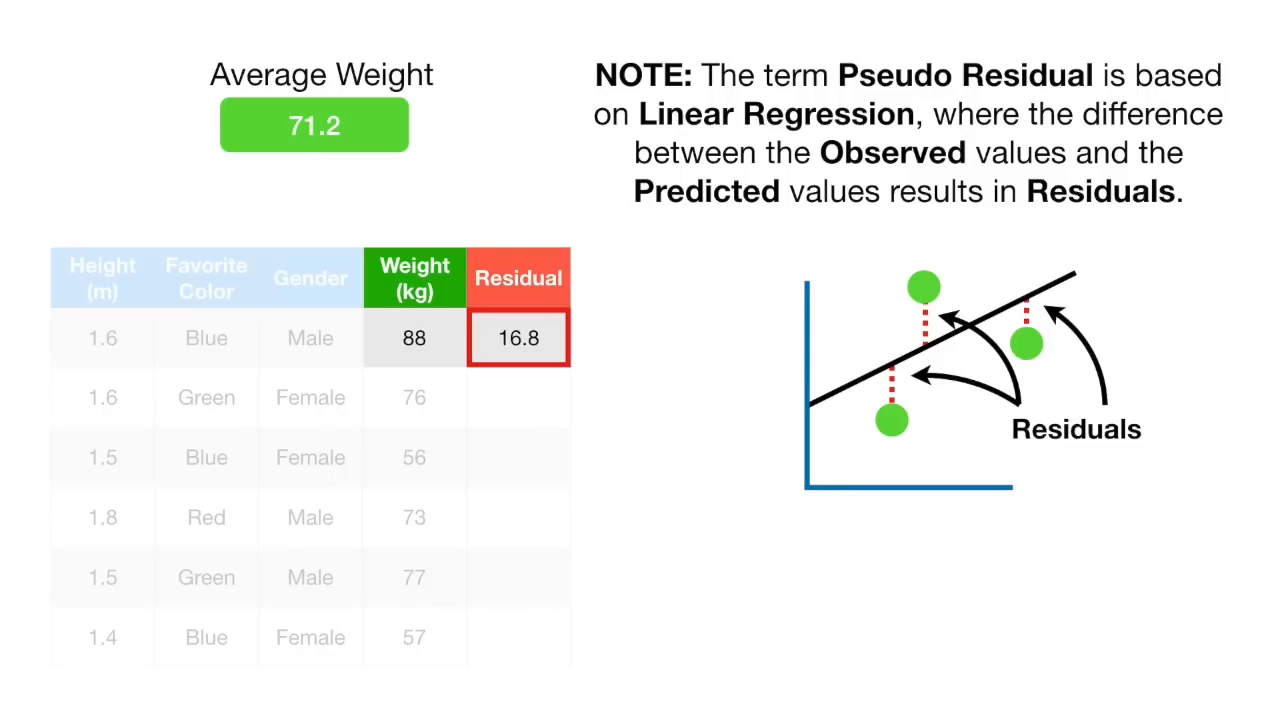 Average Weight
71.2
NOTE: The term Pseudo Residual is based
on Linear Regression, where the difference
between the Observed values and the
Predicted values results in Residuals.
Height (m) Favorite Color Gender Weight (kg) Residual
1.6 Blue Male 88 16.8
1.6 Green Female 76
1.5 Blue Female 56
1.8 Red Male 73
1.5 Green Male 77
1.4 Blue Female 57
Residuals